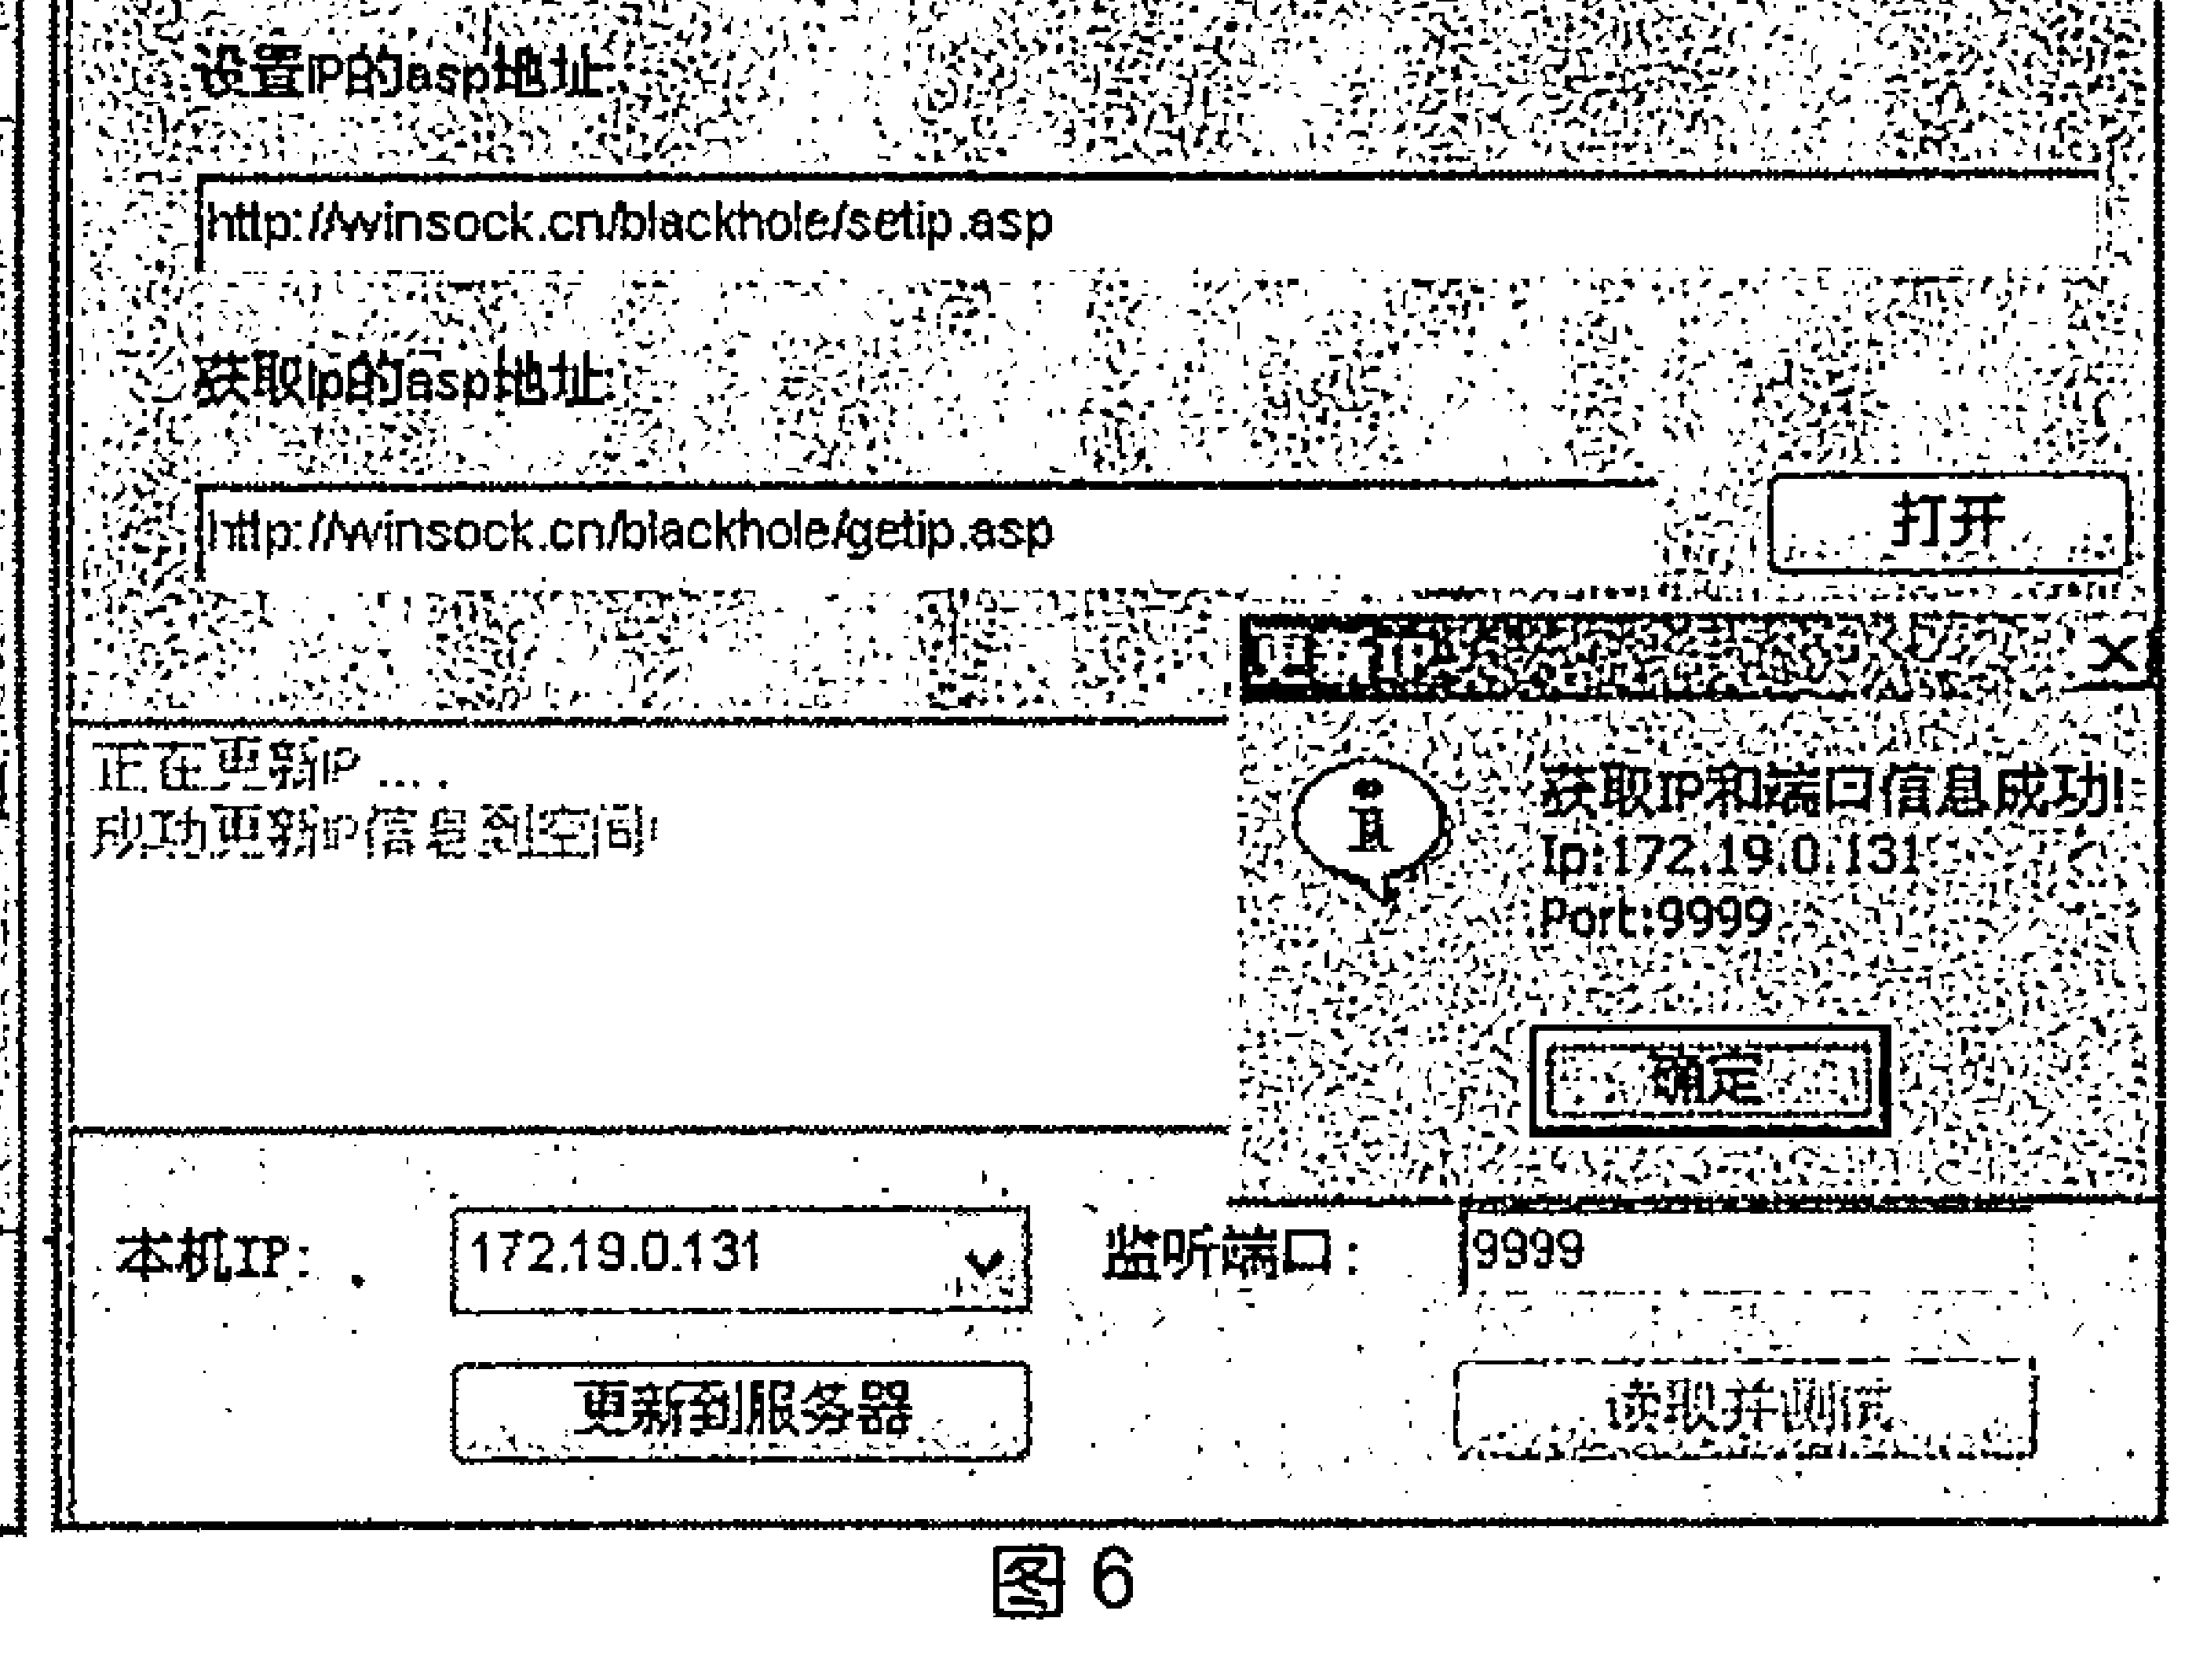 设置IP的asp地址:
http://winsock.cn/blackhole/setip.asp
获取Ip的asp地址:
http://winsock.cn/blackhole/getip.asp
打开
更新IP
正在更新IP ....
成功更新IP信息到空间!
获取IP和端口信息成功!
Ip:172.19.0.131
Port:9999
确定
本机IP:
172.19.0.131
监听端口:
9999
更新到服务器
读取并测试
图 6